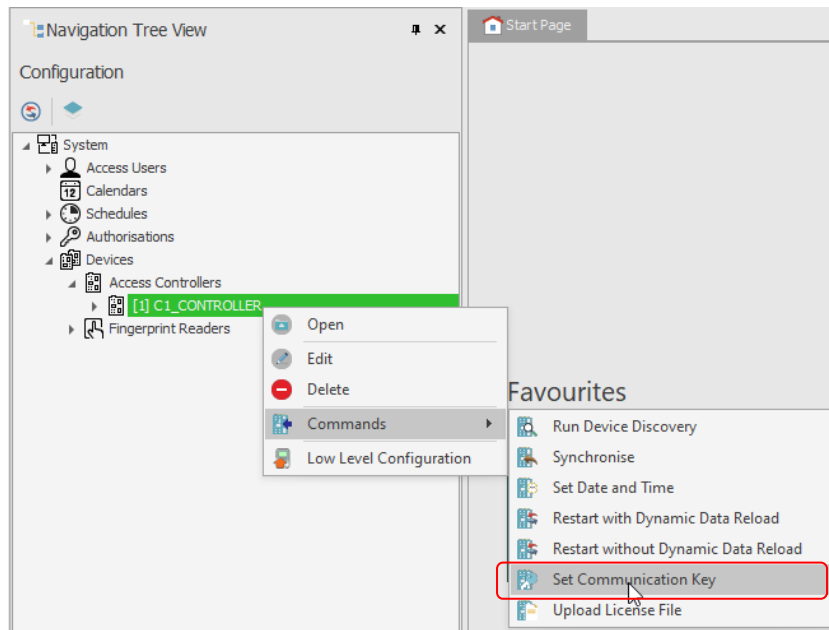 Navigation Tree View
Start Page
Configuration
System
Access Users
12 Calendars
Schedules
Authorisations
Devices
Access Controllers
[1] C1_CONTROLLER
Fingerprint Readers
Open
Edit
Delete
Commands
Low Level Configuration
Favourites
Run Device Discovery
Synchronise
Set Date and Time
Restart with Dynamic Data Reload
Restart without Dynamic Data Reload
Set Communication Key
Upload License File